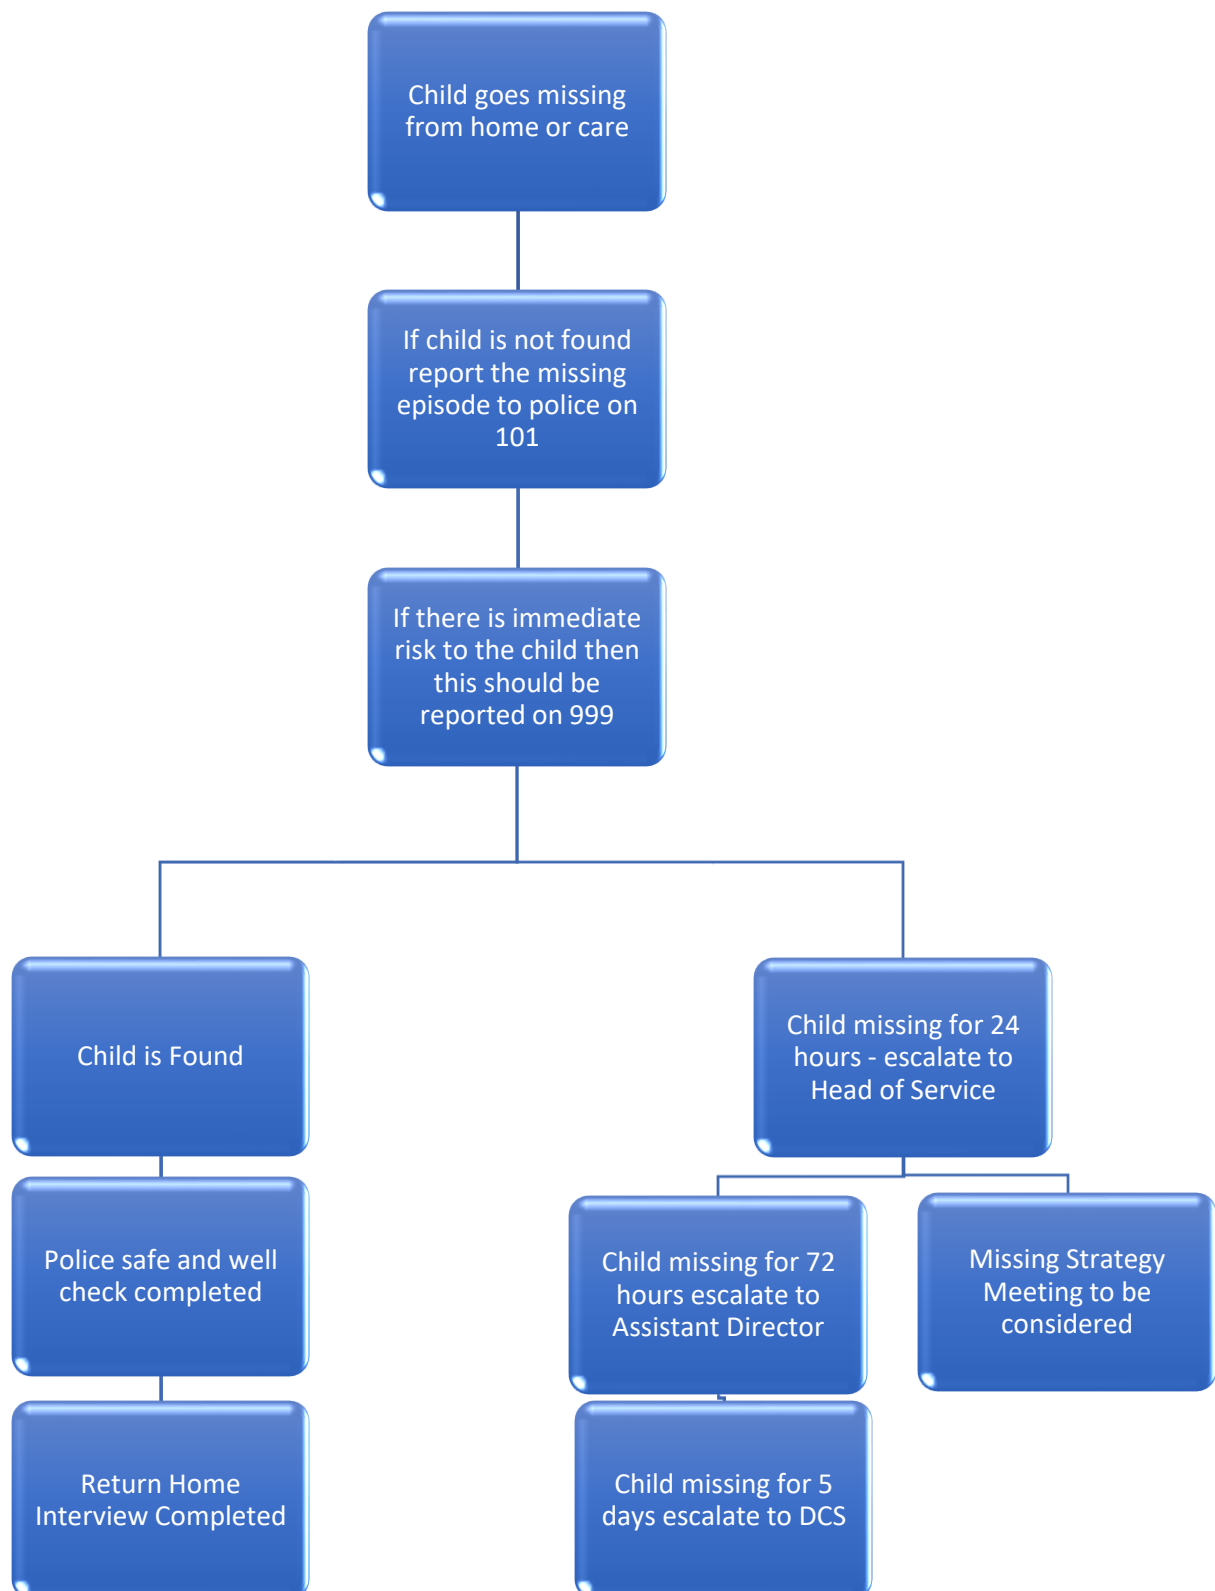 Child goes missing
from home or care
If child is not found
report the missing
episode to police on
101
If there is immediate
risk to the child then
this should be
reported on 999
Child is Found
Police safe and well
check completed
Return Home
Interview Completed
Child missing for 24
hours - escalate to
Head of Service
Child missing for 72
hours escalate to
Assistant Director
Missing Strategy
Meeting to be
considered
Child missing for 5
days escalate to DCS